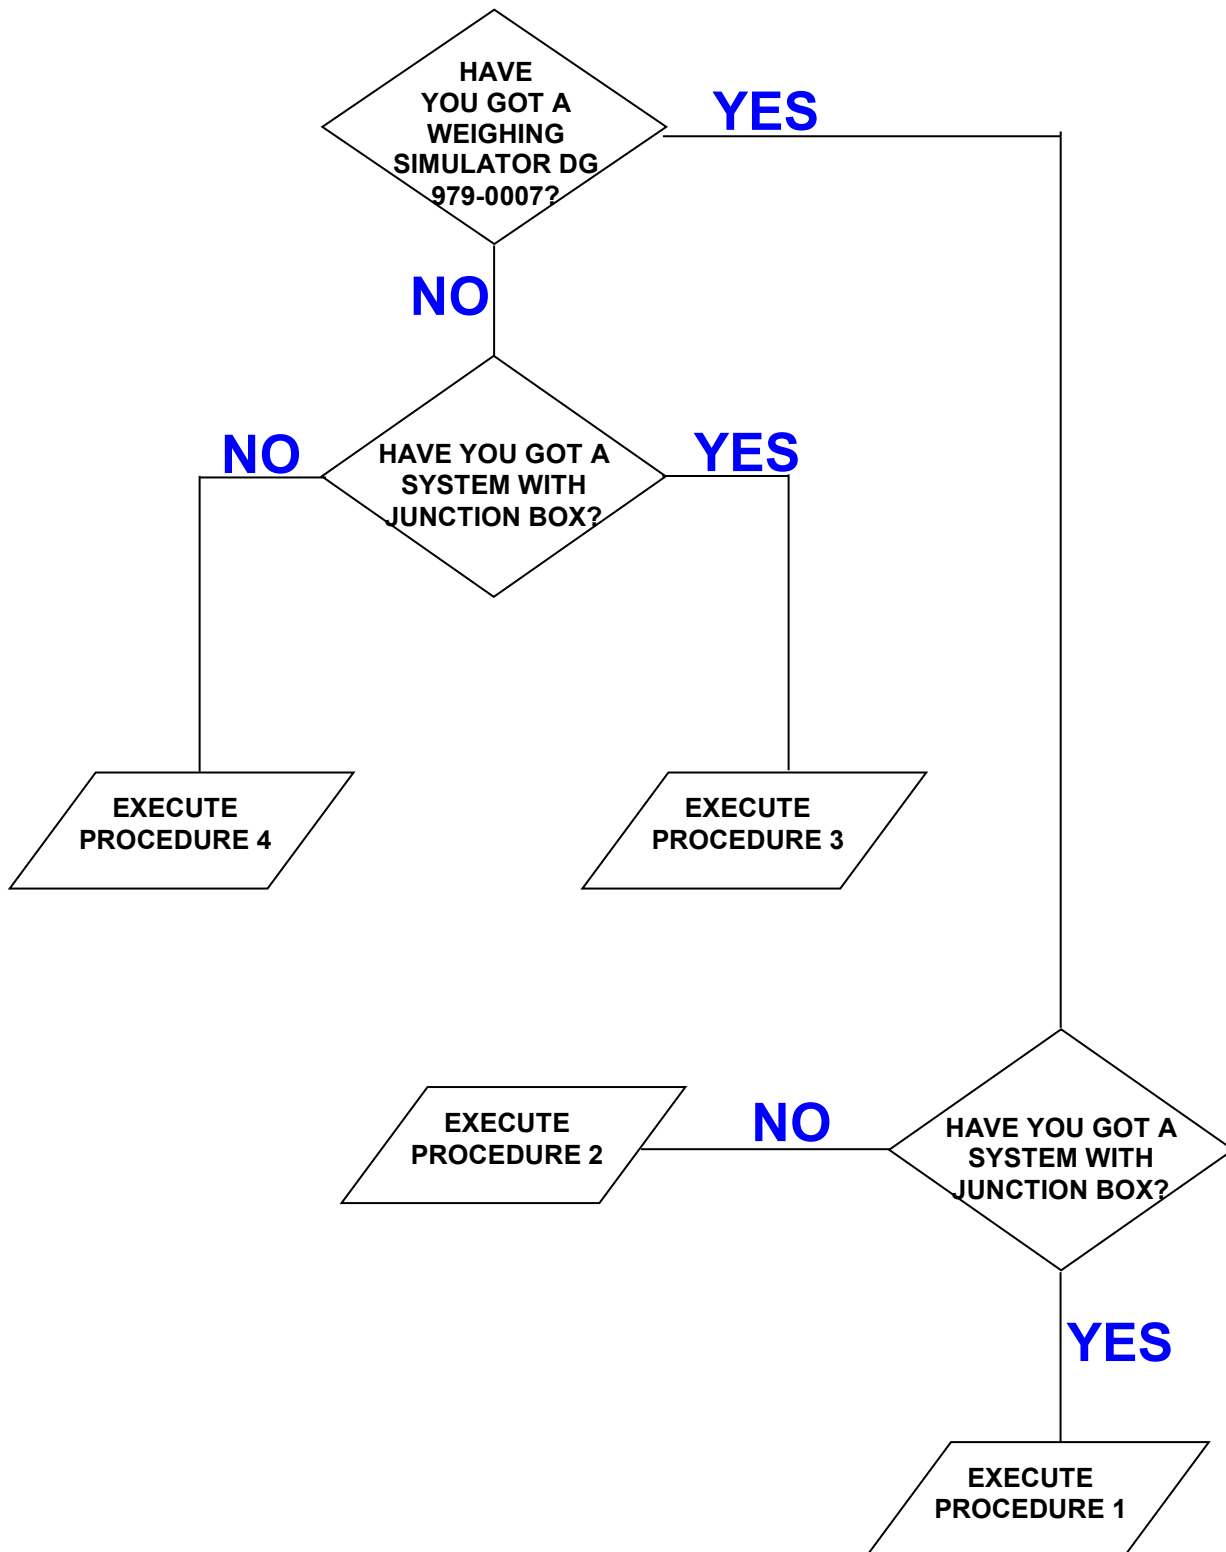 HAVE
YOU GOT A
WEIGHING
SIMULATOR DG
979-0007?
YES
NO
HAVE YOU GOT A
SYSTEM WITH
JUNCTION BOX?
NO
YES
EXECUTE
PROCEDURE 4
EXECUTE
PROCEDURE 3
HAVE YOU GOT A
SYSTEM WITH
JUNCTION BOX?
NO
EXECUTE
PROCEDURE 2
YES
EXECUTE
PROCEDURE 1